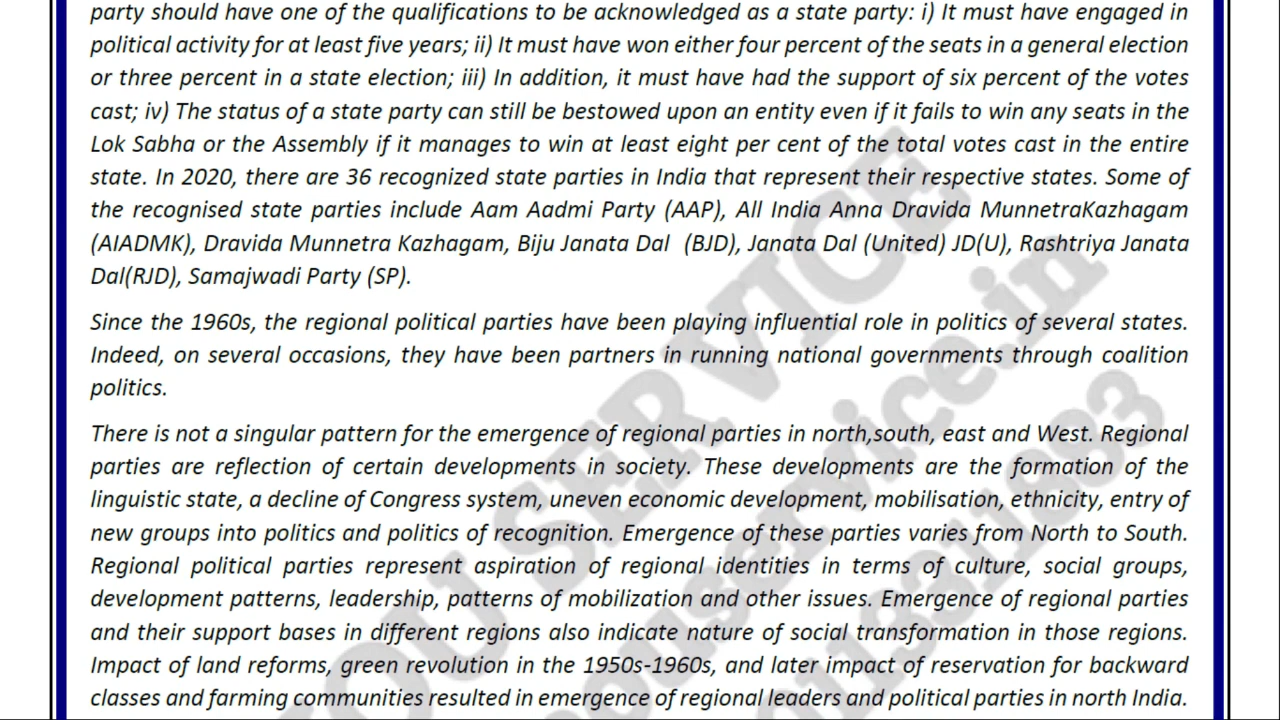 party should have one of the qualifications to be acknowledged as a state party: i) It must have engaged in
political activity for at least five years; ii) It must have won either four percent of the seats in a general election
or three percent in a state election; iii) In addition, it must have had the support of six percent of the votes
cast; iv) The status of a state party can still be bestowed upon an entity even if it fails to win any seats in the
Lok Sabha or the Assembly if it manages to win at least eight per cent of the total votes cast in the entire
state. In 2020, there are 36 recognized state parties in India that represent their respective states. Some of
the recognised state parties include Aam Aadmi Party (AAP), All India Anna Dravida MunnetraKazhagam
(AIADMK), Dravida Munnetra Kazhagam, Biju Janata Dal (BJD), Janata Dal (United) JD(U), Rashtriya Janata
Dal(RJD), Samajwadi Party (SP).
Since the 1960s, the regional political parties have been playing influential role in politics of several states.
Indeed, on several occasions, they have been partners in running national governments through coalition
politics.
There is not a singular pattern for the emergence of regional parties in north,south, east and West. Regional
parties are reflection of certain developments in society. These developments are the formation of the
linguistic state, a decline of Congress system, uneven economic development, mobilisation, ethnicity, entry of
new groups into politics and politics of recognition. Emergence of these parties varies from North to South.
Regional political parties represent aspiration of regional identities in terms of culture, social groups,
development patterns, leadership, patterns of mobilization and other issues. Emergence of regional parties
and their support bases in different regions also indicate nature of social transformation in those regions.
Impact of land reforms, green revolution in the 1950s-1960s, and later impact of reservation for backward
classes and farming communities resulted in emergence of regional leaders and political parties in north India.
OU SERVICE
ouservice.in